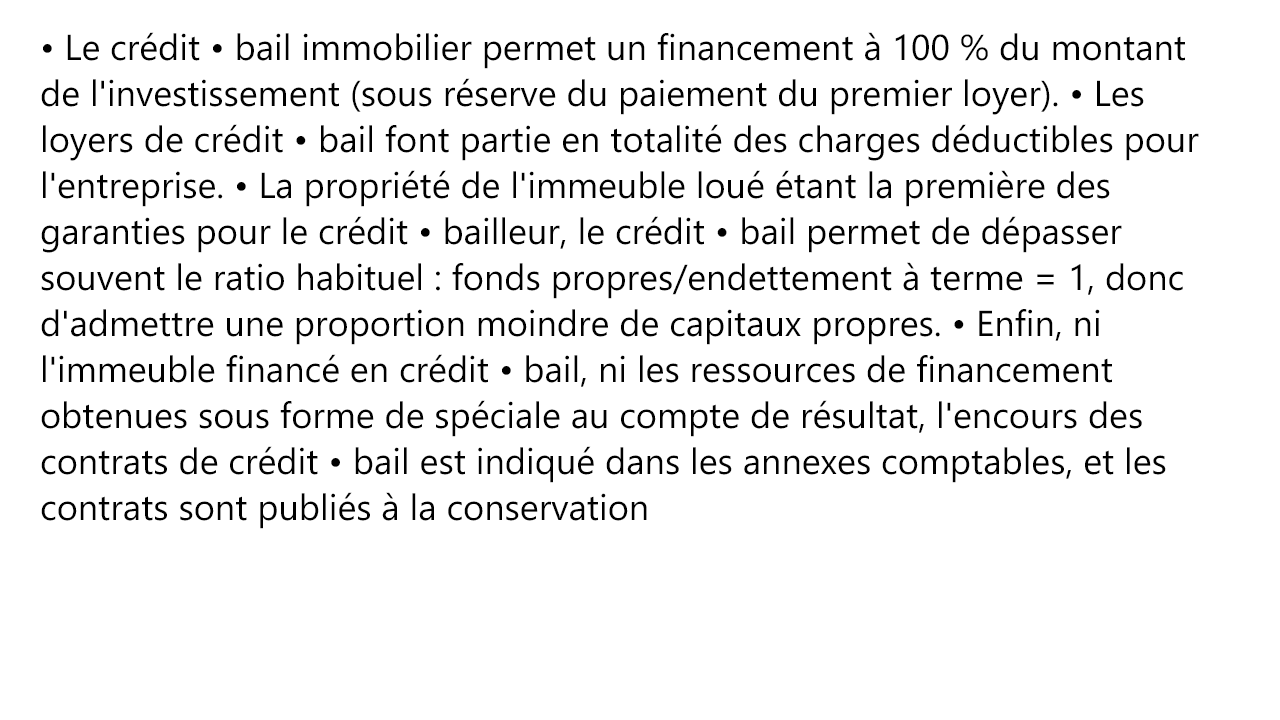 • Le crédit • bail immobilier permet un financement à 100 % du montant
de l'investissement (sous réserve du paiement du premier loyer). • Les
loyers de crédit • bail font partie en totalité des charges déductibles pour
l'entreprise. • La propriété de l'immeuble loué étant la première des
garanties pour le crédit • bailleur, le crédit • bail permet de dépasser
souvent le ratio habituel : fonds propres/endettement à terme = 1, donc
d'admettre une proportion moindre de capitaux propres. • Enfin, ni
l'immeuble financé en crédit • bail, ni les ressources de financement
obtenues sous forme de spéciale au compte de résultat, l'encours des
contrats de crédit • bail est indiqué dans les annexes comptables, et les
contrats sont publiés à la conservation